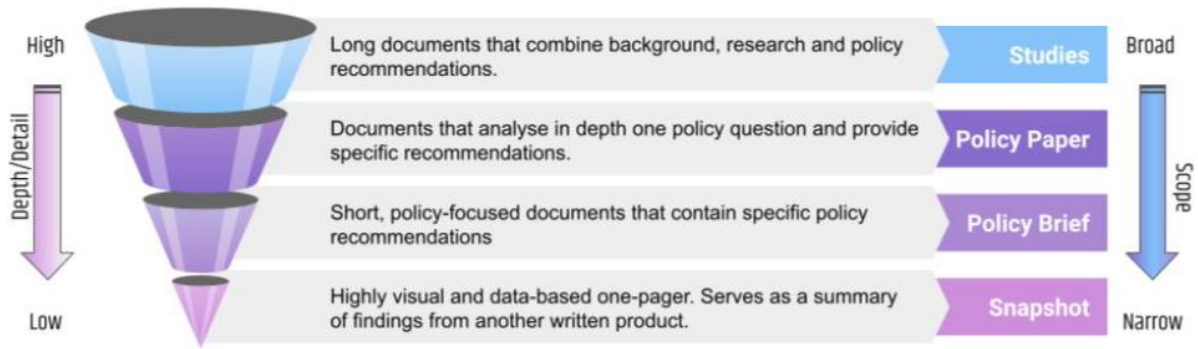 High
Long documents that combine background, research and policy
recommendations.
Studies
Broad
Depth/Detail
Documents that analyse in depth one policy question and provide
specific recommendations.
Policy Paper
Scope
Short, policy-focused documents that contain specific policy
recommendations
Policy Brief
Low
Highly visual and data-based one-pager. Serves as a summary
of findings from another written product.
Snapshot
Narrow